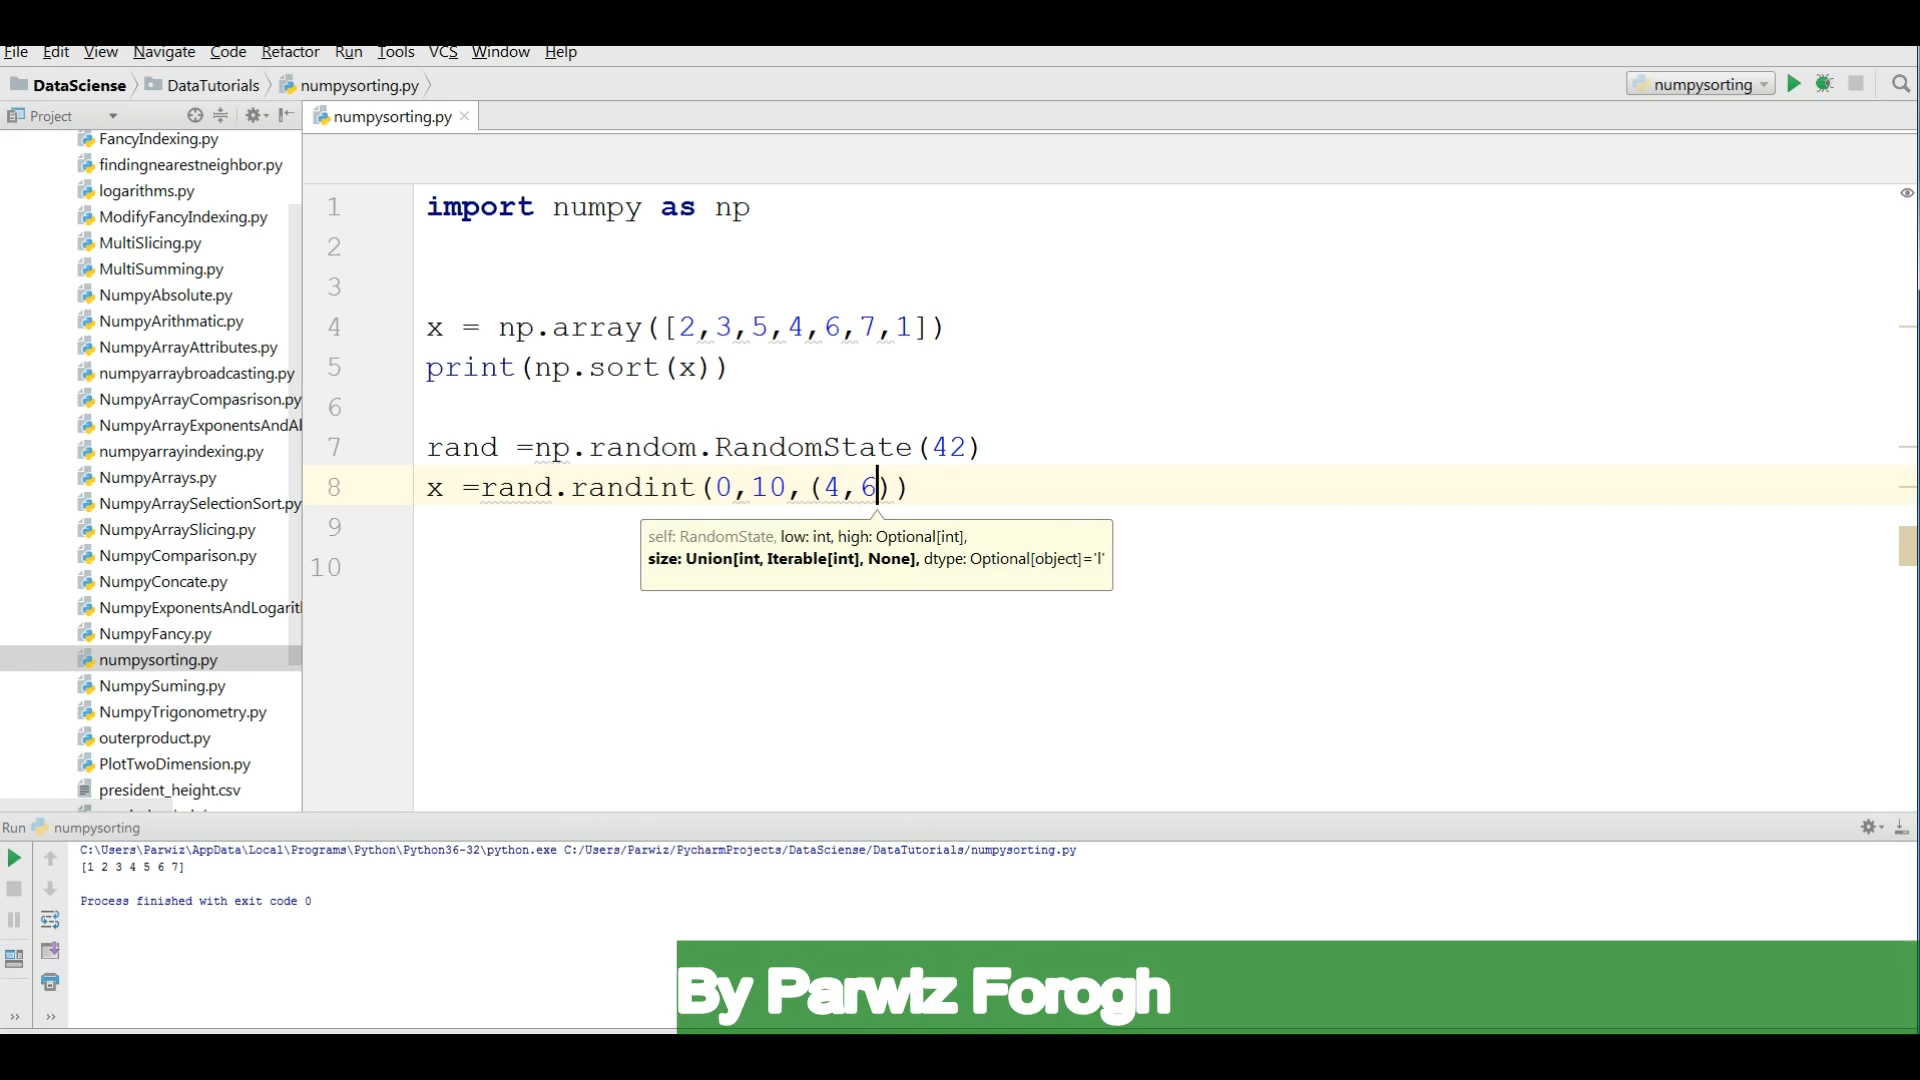 File Edit View Navigate Code Refactor Run Tools VCS Window Help
DataSciense DataTutorials numpysorting.py numpysorting
Project numpysorting.py
FancyIndexing.py
findingnearestneighbor.py
logarithms.py
ModifyFancyIndexing.py
MultiSlicing.py
MultiSumming.py
NumpyAbsolute.py
NumpyArithmatic.py
NumpyArrayAttributes.py
numpyarraybroadcasting.py
NumpyArrayCompasrison.py
NumpyArrayExponentsAndAl
numpyarrayindexing.py
NumpyArrays.py
NumpyArraySelectionSort.py
NumpyArraySlicing.py
NumpyComparison.py
NumpyConcate.py
NumpyExponentsAndLogarit
NumpyFancy.py
numpysorting.py
NumpySuming.py
NumpyTrigonometry.py
outerproduct.py
PlotTwoDimension.py
president_height.csv
1 import numpy as np
2
3
4 x = np.array([2,3,5,4,6,7,1])
5 print(np.sort(x))
6
7 rand =np.random.RandomState(42)
8 x =rand.randint(0,10,(4,6))
9
10
self: RandomState, low: int, high: Optional[int],
size: Union[int, Iterable[int], None], dtype: Optional[object]='l'
Run numpysorting
C:\Users\Parwiz\AppData\Local\Programs\Python\Python36-32\python.exe C:/Users/Parwiz/PycharmProjects/DataSciense/DataTutorials/numpysorting.py
[1 2 3 4 5 6 7]
Process finished with exit code 0
By Parwiz Forogh